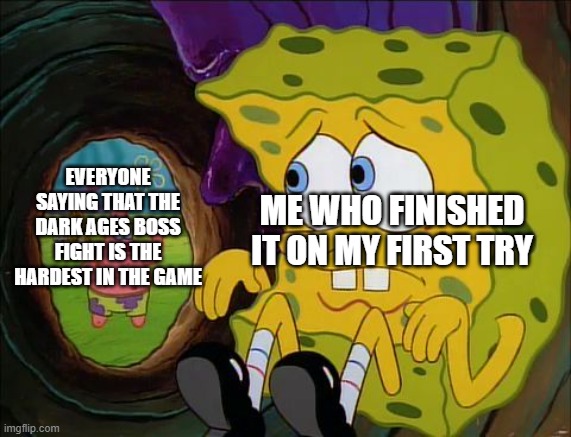 EVERYONE
SAYING THAT THE
DARK AGES BOSS
FIGHT IS THE
HARDEST IN THE GAME
ME WHO FINISHED
IT ON MY FIRST TRY
imgflip.com